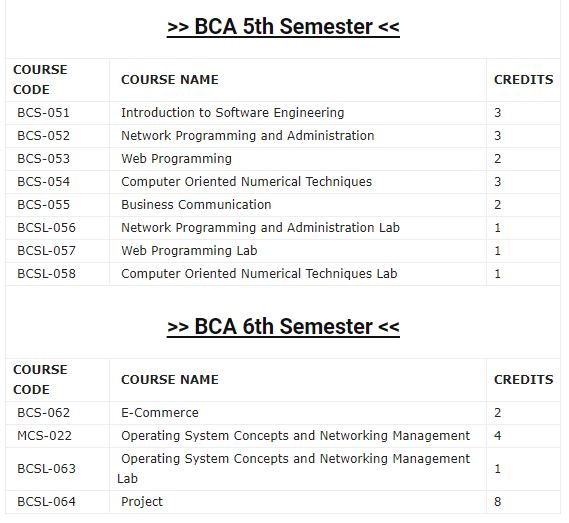 >> BCA 5th Semester <<
COURSE CODE COURSE NAME CREDITS
BCS-051 Introduction to Software Engineering 3
BCS-052 Network Programming and Administration 3
BCS-053 Web Programming 2
BCS-054 Computer Oriented Numerical Techniques 3
BCS-055 Business Communication 2
BCSL-056 Network Programming and Administration Lab 1
BCSL-057 Web Programming Lab 1
BCSL-058 Computer Oriented Numerical Techniques Lab 1
>> BCA 6th Semester <<
COURSE CODE COURSE NAME CREDITS
BCS-062 E-Commerce 2
MCS-022 Operating System Concepts and Networking Management 4
BCSL-063 Operating System Concepts and Networking Management Lab 1
BCSL-064 Project 8